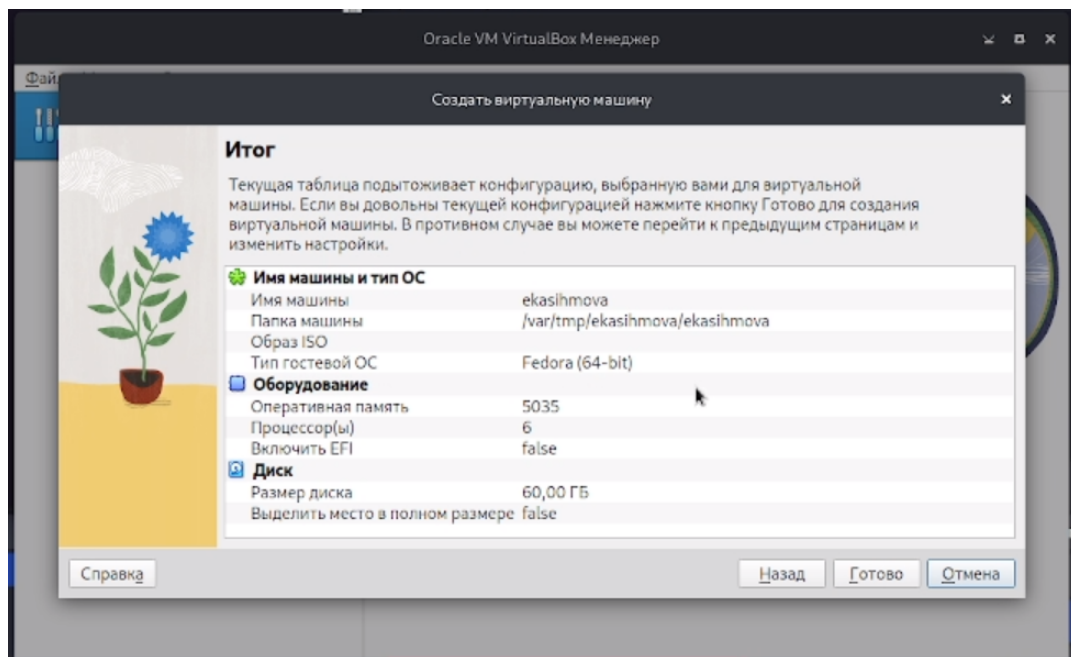 Oracle VM VirtualBox Менеджер
Фай
Создать виртуальную машину
Итог
Текущая таблица подытоживает конфигурацию, выбранную вами для виртуальной
машины. Если вы довольны текущей конфигурацией нажмите кнопку Готово для создания
виртуальной машины. В противном случае вы можете перейти к предыдущим страницам и
изменить настройки.
Имя машины и тип ОС
Имя машины ekasihmova
Папка машины /var/tmp/ekasihmova/ekasihmova
Образ ISO
Тип гостевой ОС Fedora (64-bit)
Оборудование
Оперативная память 5035
Процессор(ы) 6
Включить EFI false
Диск
Размер диска 60,00 ГБ
Выделить место в полном размере false
Справка Назад Готово Отмена